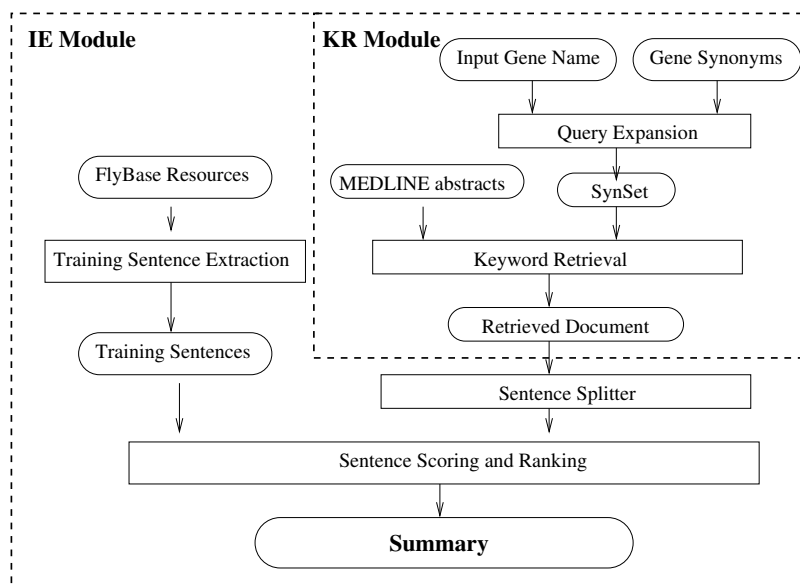 IE Module
KR Module
Input Gene Name
Gene Synonyms
Query Expansion
FlyBase Resources
MEDLINE abstracts
SynSet
Training Sentence Extraction
Keyword Retrieval
Retrieved Document
Training Sentences
Sentence Splitter
Sentence Scoring and Ranking
Summary